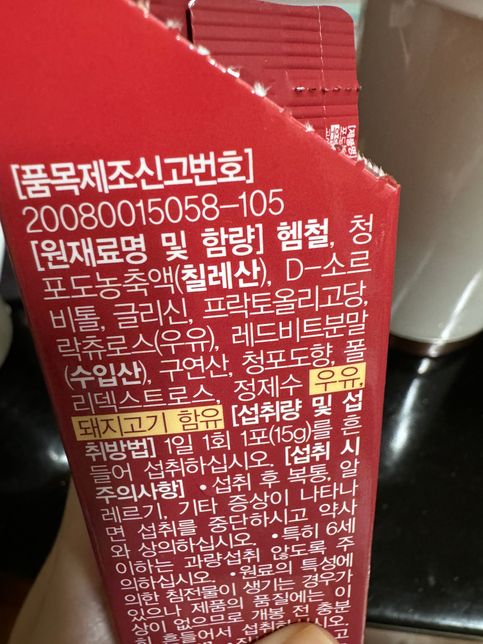 [품목제조신고번호]
20080015058-105
[원재료명 및 함량] 헴철, 청
포도농축액(칠레산), D-소르
비톨, 글리신, 프락토올리고당,
락츄로스(우유), 레드비트분말
(수입산), 구연산, 청포도향, 폴
리덱스트로스, 정제수 우유,
돼지고기 함유 [섭취량 및 섭
취방법] 1일 1회 1포(15g)를 흔
들어 섭취하십시오. [섭취 시
주의사항] •섭취 후 복통, 알
레르기, 기타 증상이 나타나
면 섭취를 중단하시고 약사
와 상의하십시오. •특히 6세
이하는 과량섭취 않도록 주
의하십시오. •원료의 특성에
의한 침전물이 생기는 경우가
있으나 제품의 품질에는 이
상이 없으므로 개봉 전 충분
히 흔들어서 섭취하십시오.